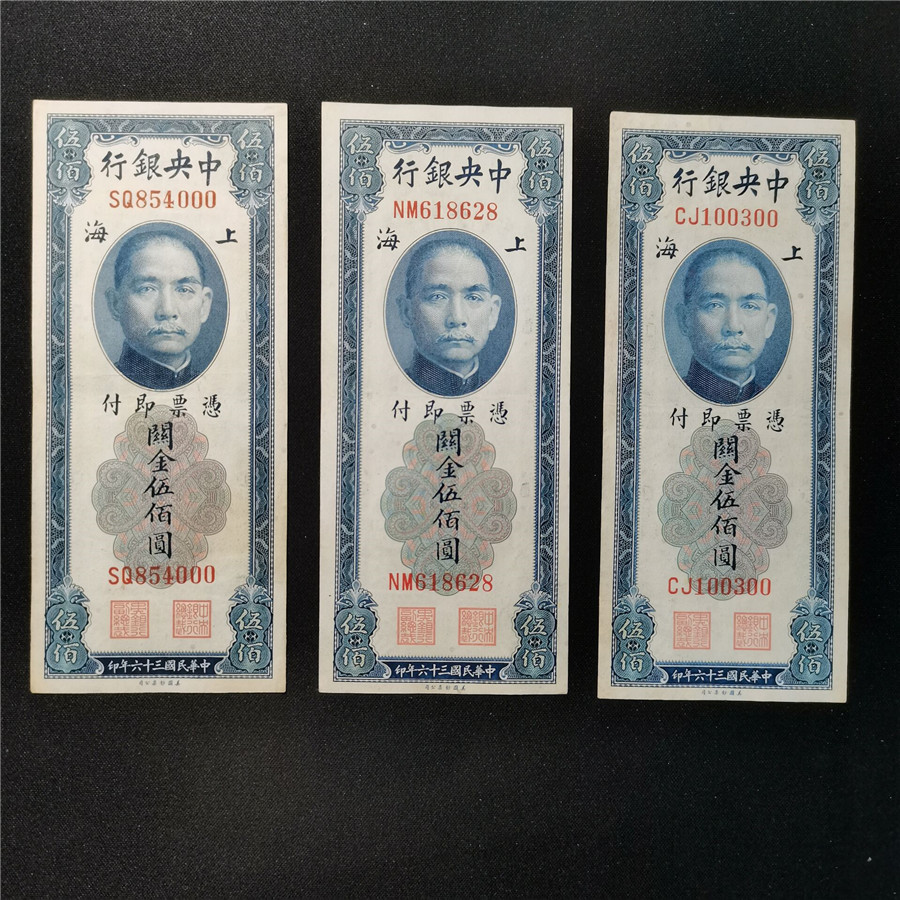 伍佰
伍佰
中央銀行
SQ854000
上海
憑票即付
關金伍佰圓
SQ854000
伍佰
伍佰
中華民國三十六年印
伍佰
伍佰
中央銀行
NM618628
上海
憑票即付
關金伍佰圓
NM618628
伍佰
伍佰
中華民國三十六年印
伍佰
伍佰
中央銀行
CJ100300
上海
憑票即付
關金伍佰圓
CJ100300
伍佰
伍佰
中華民國三十六年印